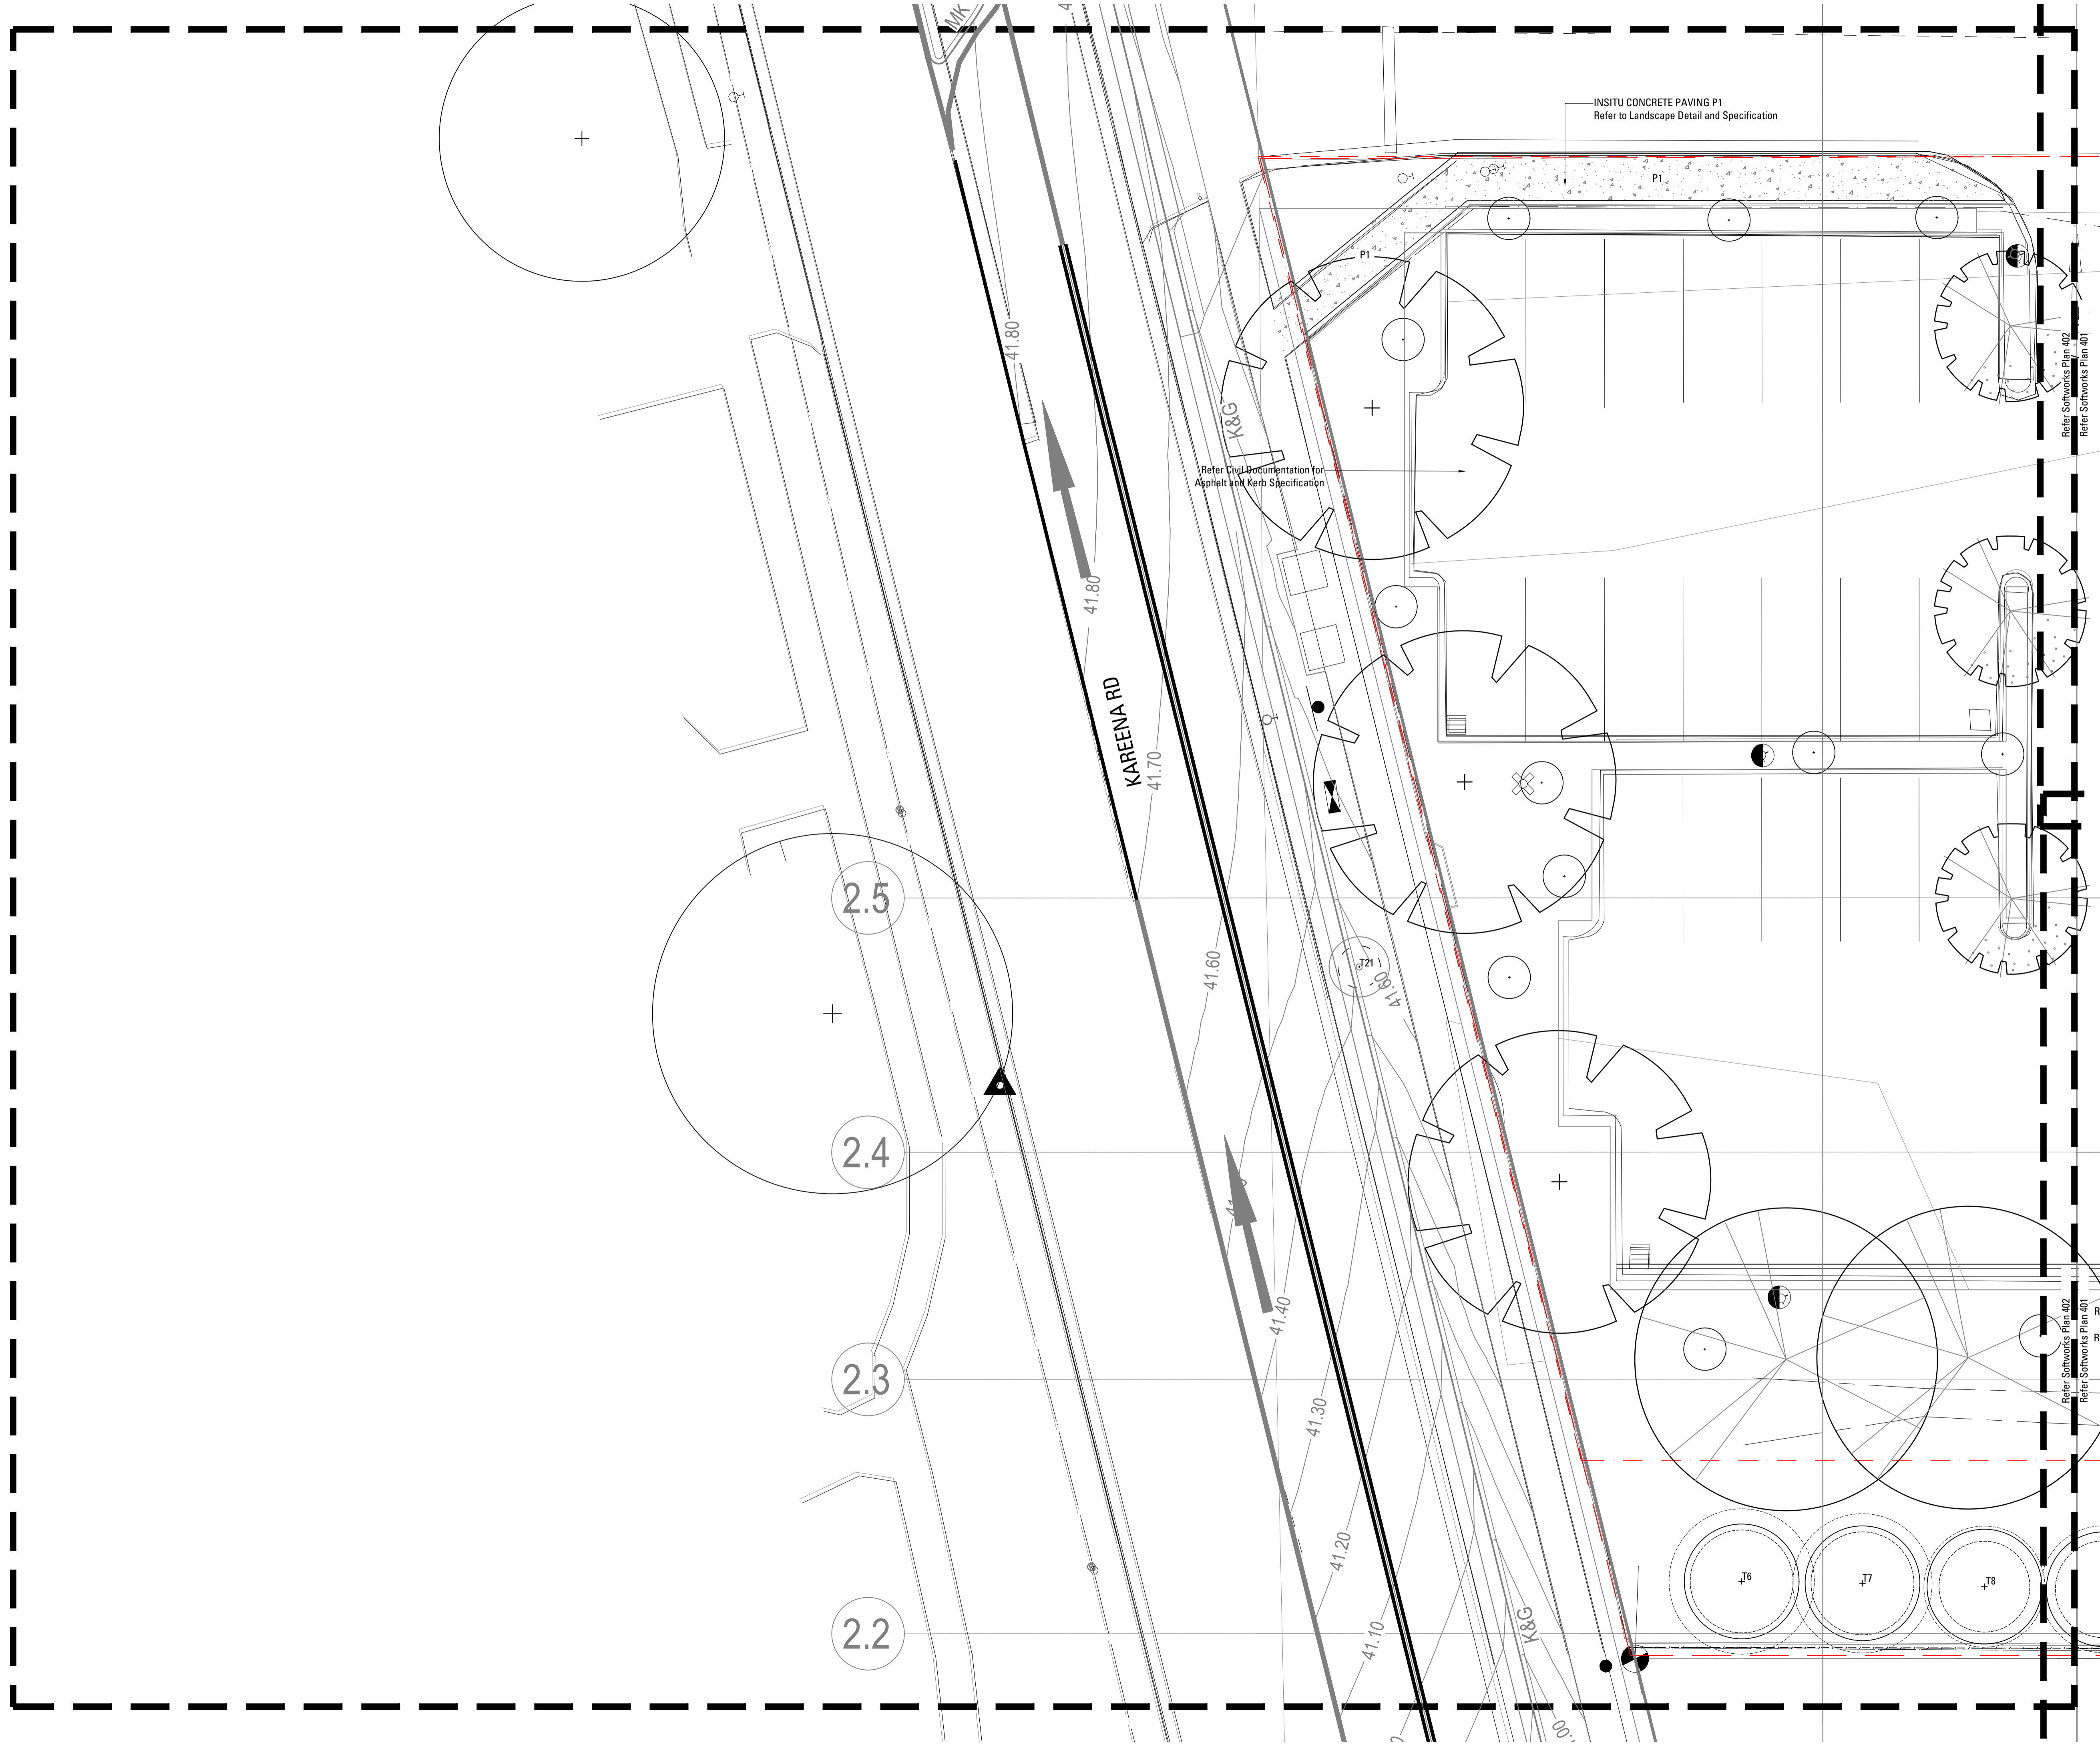 MK
INSITU CONCRETE PAVING P1
Refer to Landscape Detail and Specification
P1
P1
41.80
K&G
Refer Civil Documentation for
Asphalt and Kerb Specification
Refer Softworks Plan 402
Refer Softworks Plan 401
41.80
KAREENA RD
41.70
2.5
41.60
T21
41.60
2.4
41.40
2.3
41.30
Refer Softworks Plan 402
Refer Softworks Plan 401
R
R
41.20
T6
T7
T8
2.2
41.10
K&G